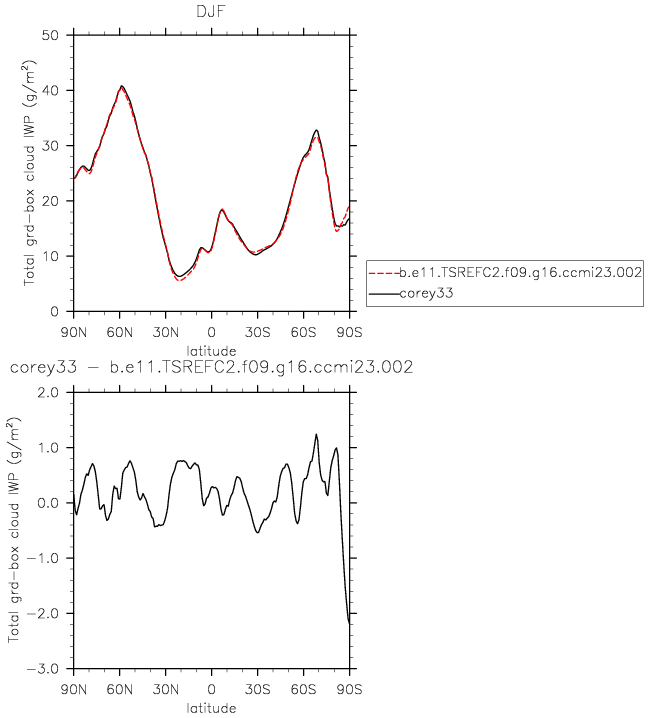 DJF
Total grd-box cloud IWP (g/m²)
50
40
30
20
10
0
90N 60N 30N 0 30S 60S 90S
latitude
b.e11.TSREFC2.f09.g16.ccmi23.002
corey33
corey33 - b.e11.TSREFC2.f09.g16.ccmi23.002
Total grd-box cloud IWP (g/m²)
2.0
1.0
0.0
-1.0
-2.0
-3.0
90N 60N 30N 0 30S 60S 90S
latitude